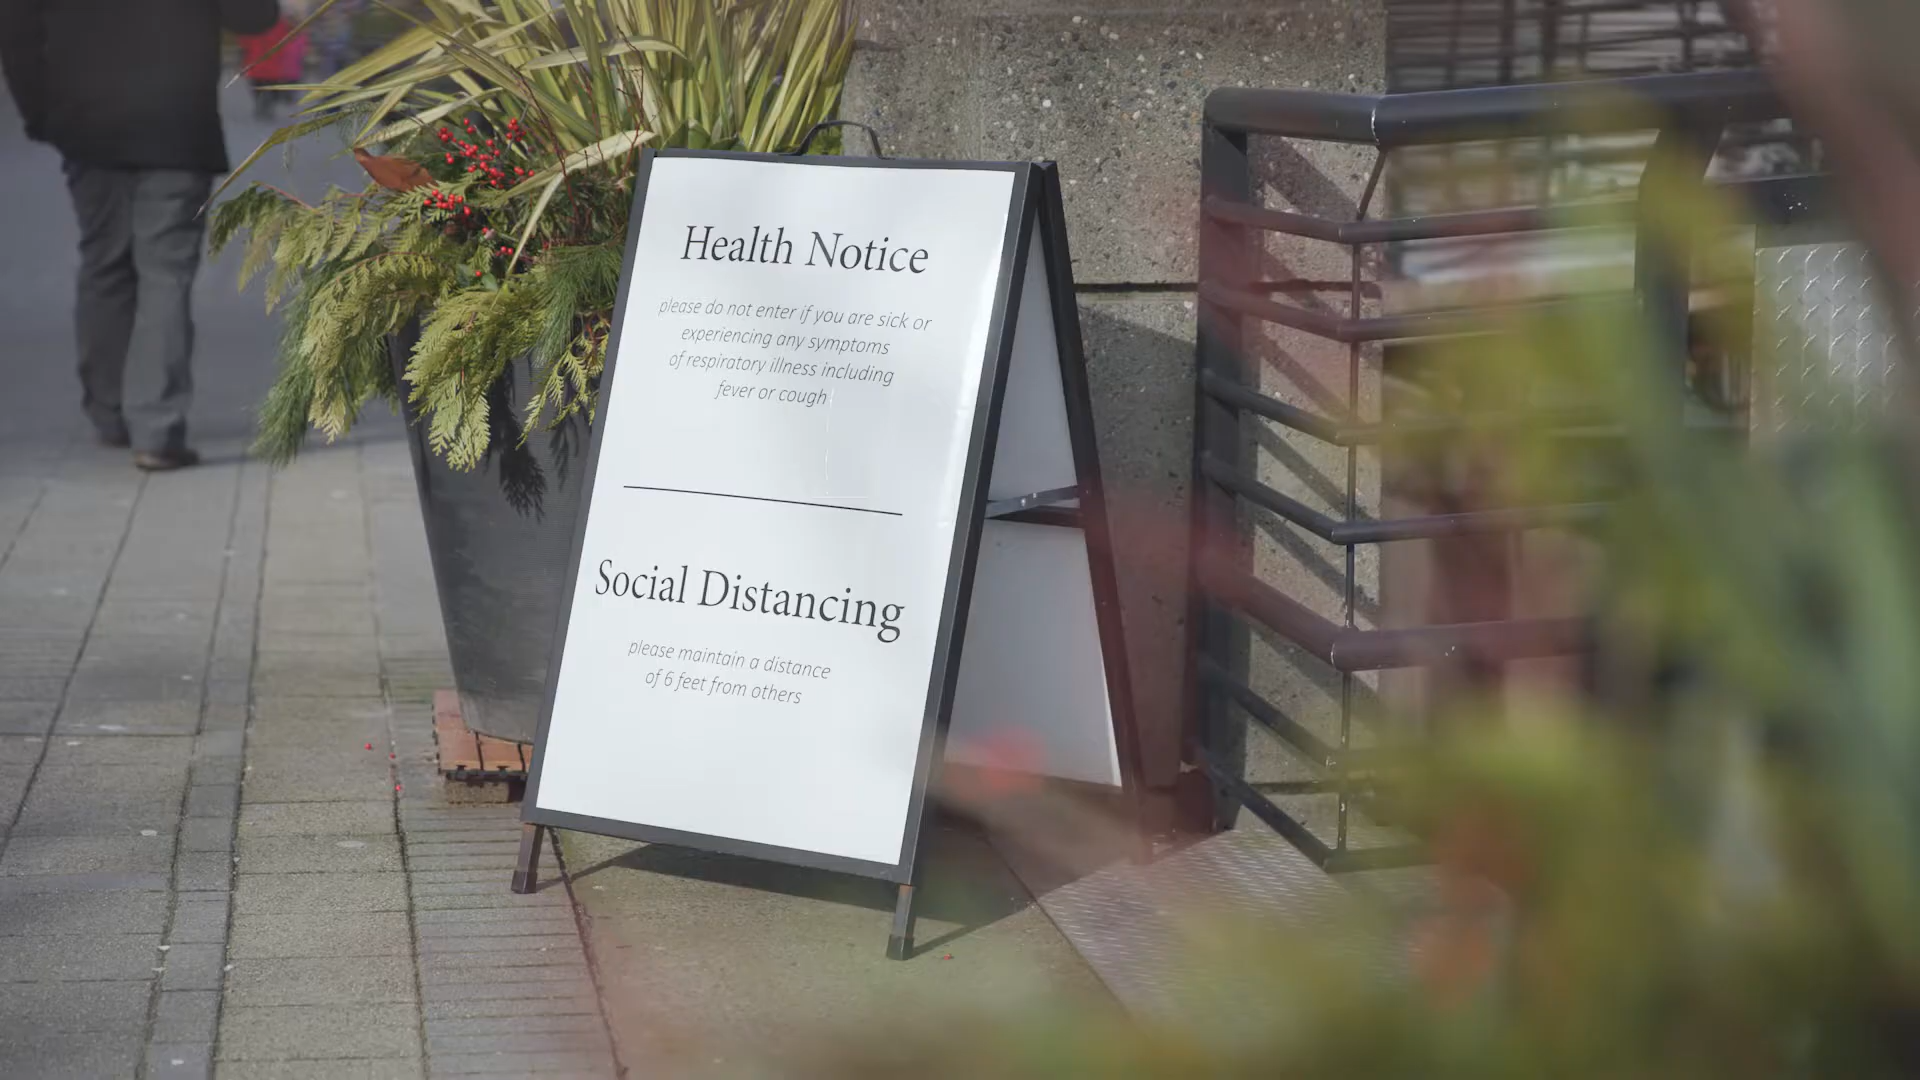 Health Notice
please do not enter if you are sick or
experiencing any symptoms
of respiratory illness including
fever or cough
Social Distancing
please maintain a distance
of 6 feet from others